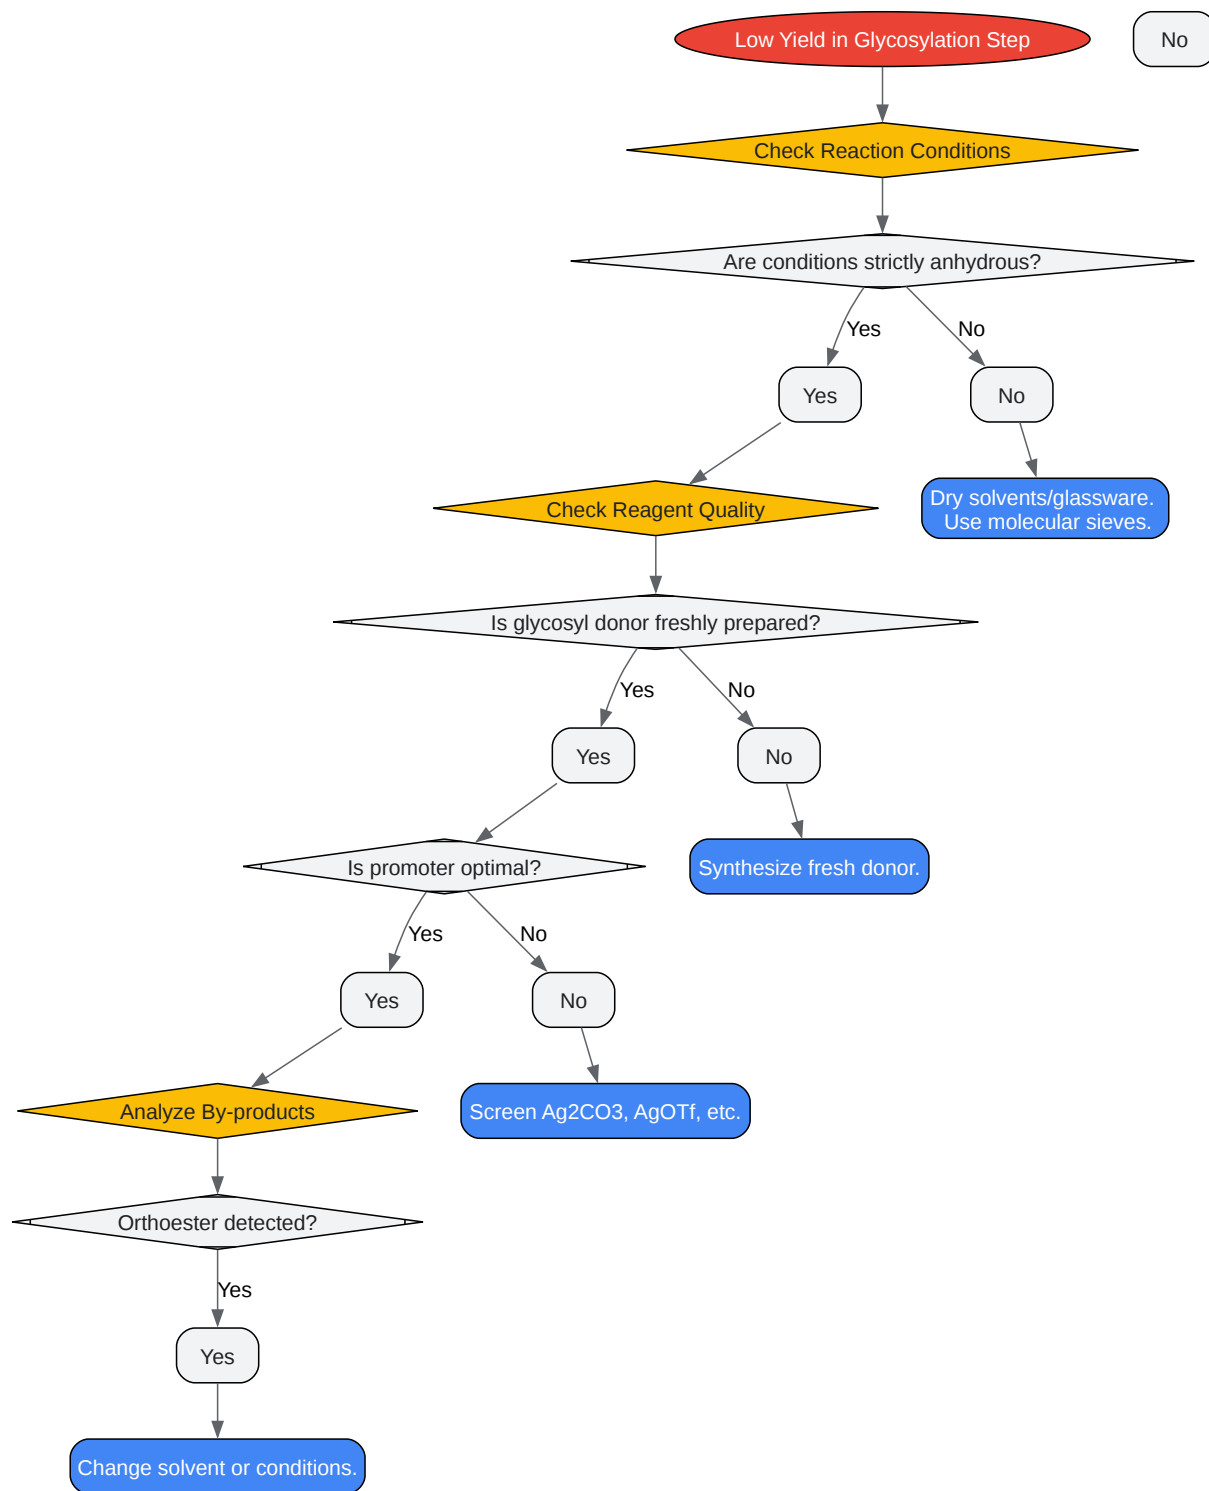 Low Yield in Glycosylation Step
No
Check Reaction Conditions
Are conditions strictly anhydrous?
Yes
No
Yes
No
Dry solvents/glassware.
Use molecular sieves.
Check Reagent Quality
Is glycosyl donor freshly prepared?
Yes
No
Yes
No
Is promoter optimal?
Synthesize fresh donor.
Yes
No
Yes
No
Analyze By-products
Screen Ag2CO3, AgOTf, etc.
Orthoester detected?
Yes
Yes
Change solvent or conditions.